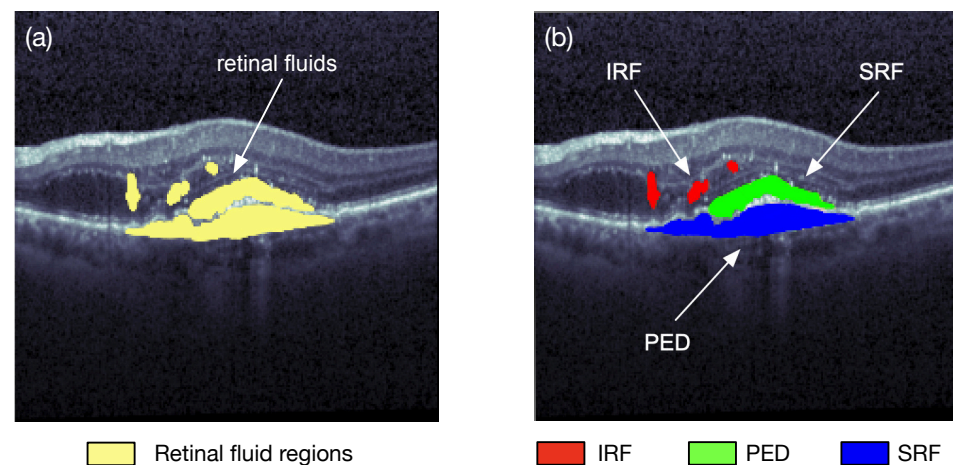 (a)
retinal fluids
Retinal fluid regions
(b)
IRF
SRF
PED
IRF
PED
SRF